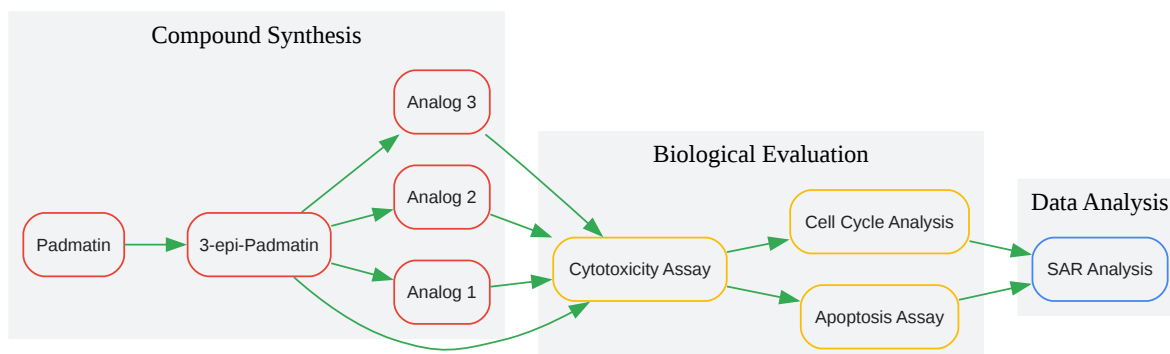 Compound Synthesis
Padmatin
3-epi-Padmatin
Analog 3
Analog 2
Analog 1
Biological Evaluation
Cytotoxicity Assay
Cell Cycle Analysis
Apoptosis Assay
Data Analysis
SAR Analysis